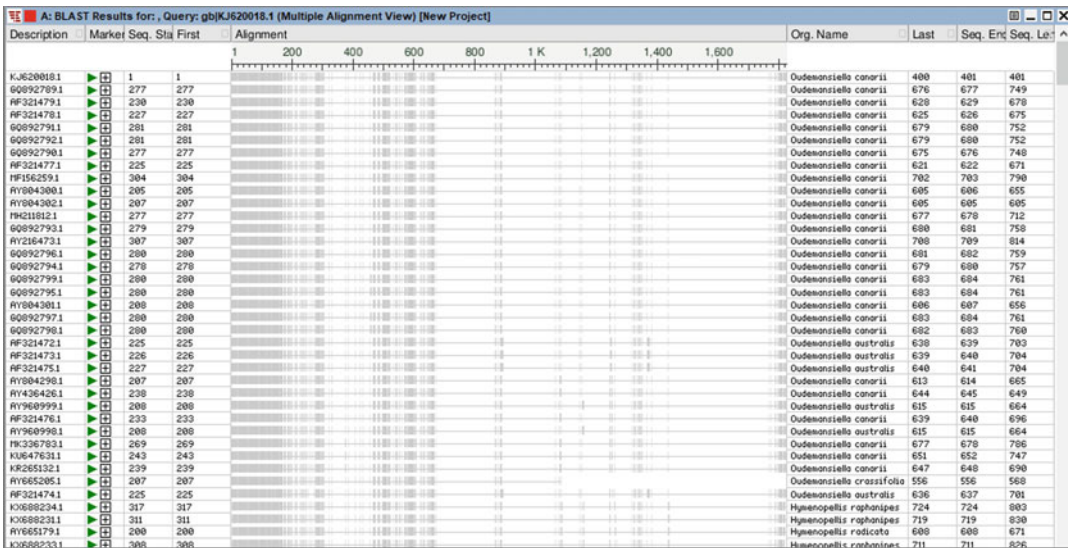 A: BLAST Results for: , Query: gb|KJ620018.1 (Multiple Alignment View) [New Project]
Description Marker Seq. Sta First Alignment Org. Name Last Seq. End Seq. Le
1 200 400 600 800 1 K 1,200 1,400 1,600
KJ620018.1 1 1 Oudemansiella canarii 400 401 401
GQ892789.1 277 277 Oudemansiella canarii 676 677 749
AF321479.1 230 230 Oudemansiella canarii 628 629 678
AF321478.1 227 227 Oudemansiella canarii 625 626 675
GQ892791.1 281 281 Oudemansiella canarii 679 680 752
GQ892792.1 281 281 Oudemansiella canarii 679 680 752
GQ892790.1 277 277 Oudemansiella canarii 675 676 748
AF321477.1 225 225 Oudemansiella canarii 621 622 671
MF156259.1 304 304 Oudemansiella canarii 702 703 790
AY804300.1 205 205 Oudemansiella canarii 605 606 655
AY804302.1 207 207 Oudemansiella canarii 605 605 605
MH211812.1 277 277 Oudemansiella canarii 677 678 712
GQ892793.1 279 279 Oudemansiella canarii 680 681 758
AY216473.1 307 307 Oudemansiella canarii 708 709 814
GQ892796.1 280 280 Oudemansiella canarii 681 682 759
GQ892794.1 278 278 Oudemansiella canarii 679 680 757
GQ892799.1 280 280 Oudemansiella canarii 683 684 761
GQ892795.1 280 280 Oudemansiella canarii 683 684 761
AY804301.1 208 208 Oudemansiella canarii 606 607 656
GQ892797.1 280 280 Oudemansiella canarii 683 684 761
GQ892798.1 280 280 Oudemansiella canarii 682 683 760
AF321472.1 225 225 Oudemansiella australis 638 639 703
AF321473.1 226 226 Oudemansiella australis 639 640 704
AF321475.1 227 227 Oudemansiella australis 640 641 704
AY804298.1 207 207 Oudemansiella canarii 613 614 665
AY436426.1 238 238 Oudemansiella canarii 644 645 649
AY960999.1 208 208 Oudemansiella australis 615 615 664
AF321476.1 233 233 Oudemansiella canarii 639 640 696
AY960998.1 208 208 Oudemansiella australis 615 615 664
MK336783.1 269 269 Oudemansiella canarii 677 678 786
KU647631.1 243 243 Oudemansiella canarii 651 652 747
KR265132.1 239 239 Oudemansiella canarii 647 648 690
AY665205.1 207 207 Oudemansiella crassifolia 556 556 568
AF321474.1 225 225 Oudemansiella australis 636 637 701
KX688234.1 317 317 Hymenopellis raphanipes 724 724 803
KX688231.1 311 311 Hymenopellis raphanipes 719 719 830
AY665179.1 200 200 Hymenopellis radicata 608 608 671
KX688233.1 308 308 Hymenopellis raphanipes 711 711 826